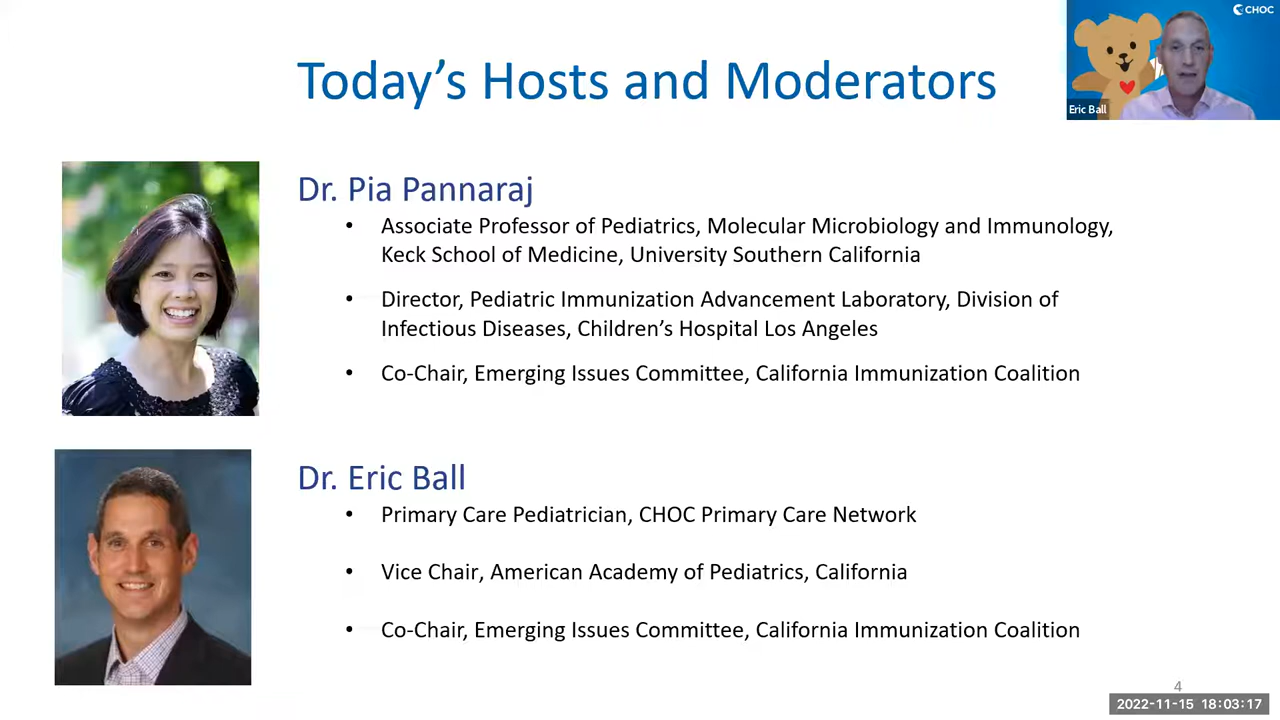 CHOC
Today's Hosts and Moderators
Eric Ball
Dr. Pia Pannaraj
• Associate Professor of Pediatrics, Molecular Microbiology and Immunology,
Keck School of Medicine, University Southern California
• Director, Pediatric Immunization Advancement Laboratory, Division of
Infectious Diseases, Children's Hospital Los Angeles
• Co-Chair, Emerging Issues Committee, California Immunization Coalition
Dr. Eric Ball
• Primary Care Pediatrician, CHOC Primary Care Network
• Vice Chair, American Academy of Pediatrics, California
• Co-Chair, Emerging Issues Committee, California Immunization Coalition
4
2022-11-15 18:03:17